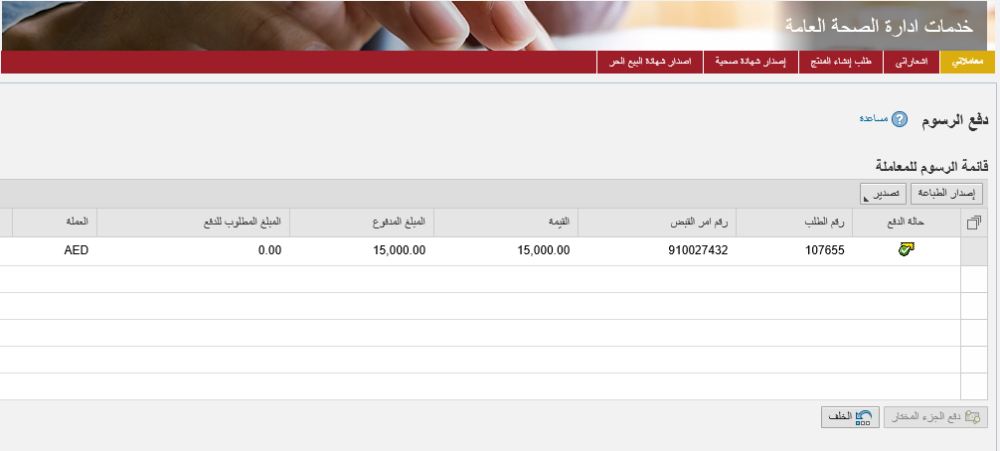 خدمات ادارة الصحة العامة
معاملاتي اشعاراتى طلب إنشاء المنتج إصدار شهادة صحية اصدار شهادة البيع الحر
دفع الرسوم مساعدة
قائمة الرسوم للمعاملة
إصدار الطباعة تصدير
حالة الدفع رقم الطلب رقم امر القبض القيمة المبلغ المدفوع المبلغ المطلوب للدفع العملة
107655 910027432 15,000.00 15,000.00 0.00 AED
دفع الجزء المختار الخلف